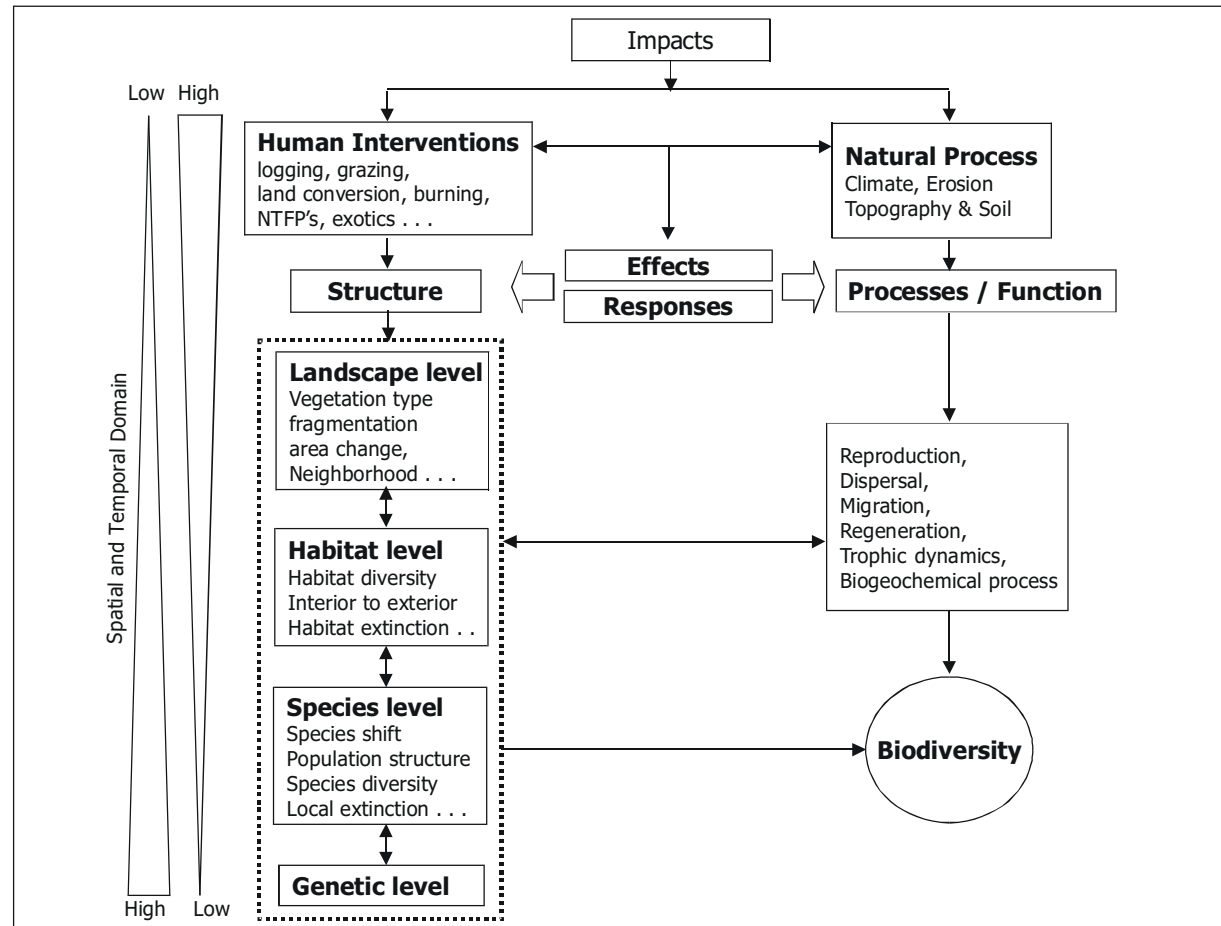 Impacts
Low High
Human Interventions
logging, grazing,
land conversion, burning,
NTFP's, exotics . . .
Natural Process
Climate, Erosion
Topography & Soil
Effects
Responses
Structure
Processes / Function
Spatial and Temporal Domain
Landscape level
Vegetation type
fragmentation
area change,
Neighborhood . . .
Habitat level
Habitat diversity
Interior to exterior
Habitat extinction . .
Species level
Species shift
Population structure
Species diversity
Local extinction . . .
Genetic level
Reproduction,
Dispersal,
Migration,
Regeneration,
Trophic dynamics,
Biogeochemical process
Biodiversity
High Low